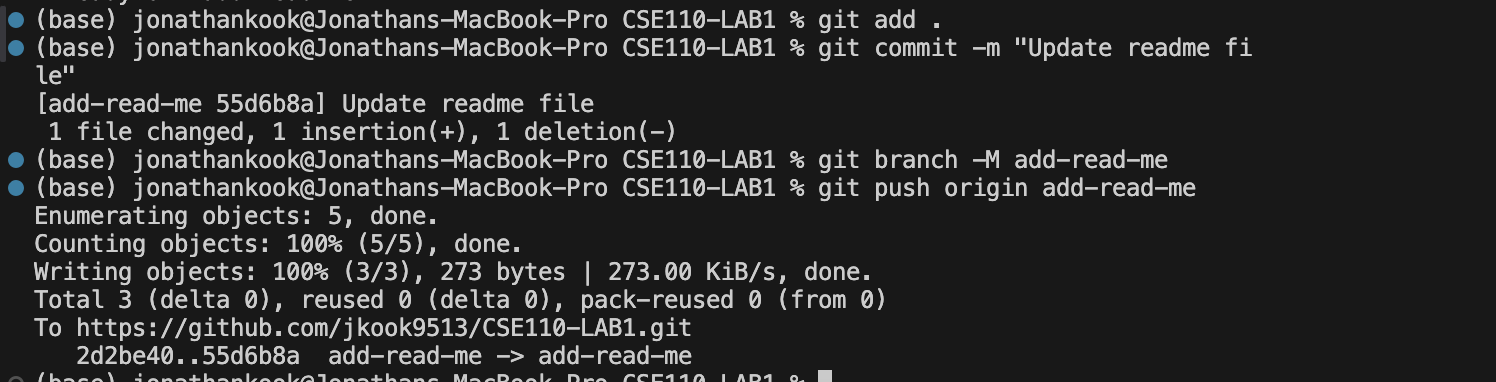 (base) jonathankook@Jonathans-MacBook-Pro CSE110-LAB1 % git add .
(base) jonathankook@Jonathans-MacBook-Pro CSE110-LAB1 % git commit -m "Update readme fi
le"
[add-read-me 55d6b8a] Update readme file
 1 file changed, 1 insertion(+), 1 deletion(-)
(base) jonathankook@Jonathans-MacBook-Pro CSE110-LAB1 % git branch -M add-read-me
(base) jonathankook@Jonathans-MacBook-Pro CSE110-LAB1 % git push origin add-read-me
Enumerating objects: 5, done.
Counting objects: 100% (5/5), done.
Writing objects: 100% (3/3), 273 bytes | 273.00 KiB/s, done.
Total 3 (delta 0), reused 0 (delta 0), pack-reused 0 (from 0)
To https://github.com/jkook9513/CSE110-LAB1.git
   2d2be40..55d6b8a  add-read-me -> add-read-me
(base) jonathankook@Jonathans-MacBook-Pro CSE110-LAB1 %